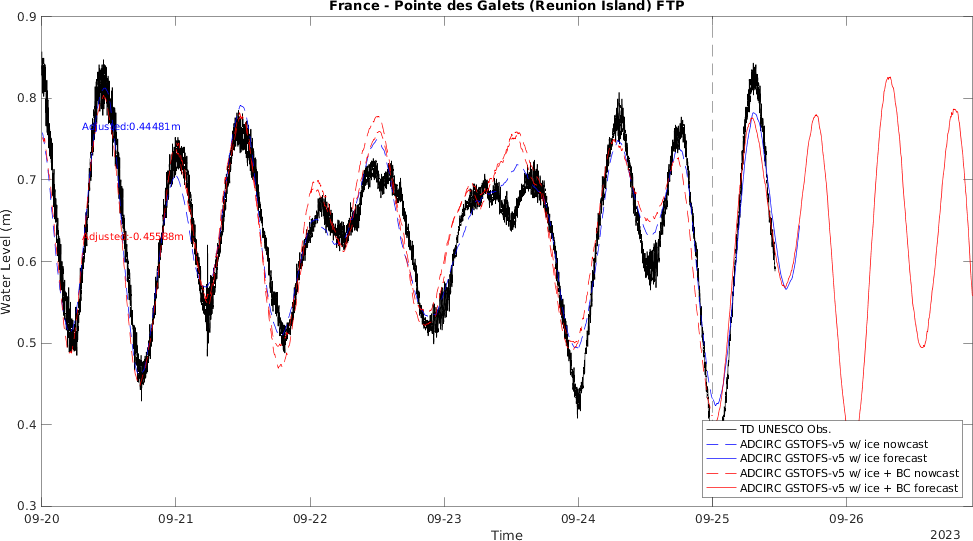 France - Pointe des Galets (Reunion Island) FTP
Water Level (m)
0.9
0.8
0.7
0.6
0.5
0.4
0.3
Adjusted:0.44481m
Adjusted:-0.45588m
TD UNESCO Obs.
ADCIRC GSTOFS-v5 w/ ice nowcast
ADCIRC GSTOFS-v5 w/ ice forecast
ADCIRC GSTOFS-v5 w/ ice + BC nowcast
ADCIRC GSTOFS-v5 w/ ice + BC forecast
09-20 09-21 09-22 09-23 09-24 09-25 09-26
Time
2023